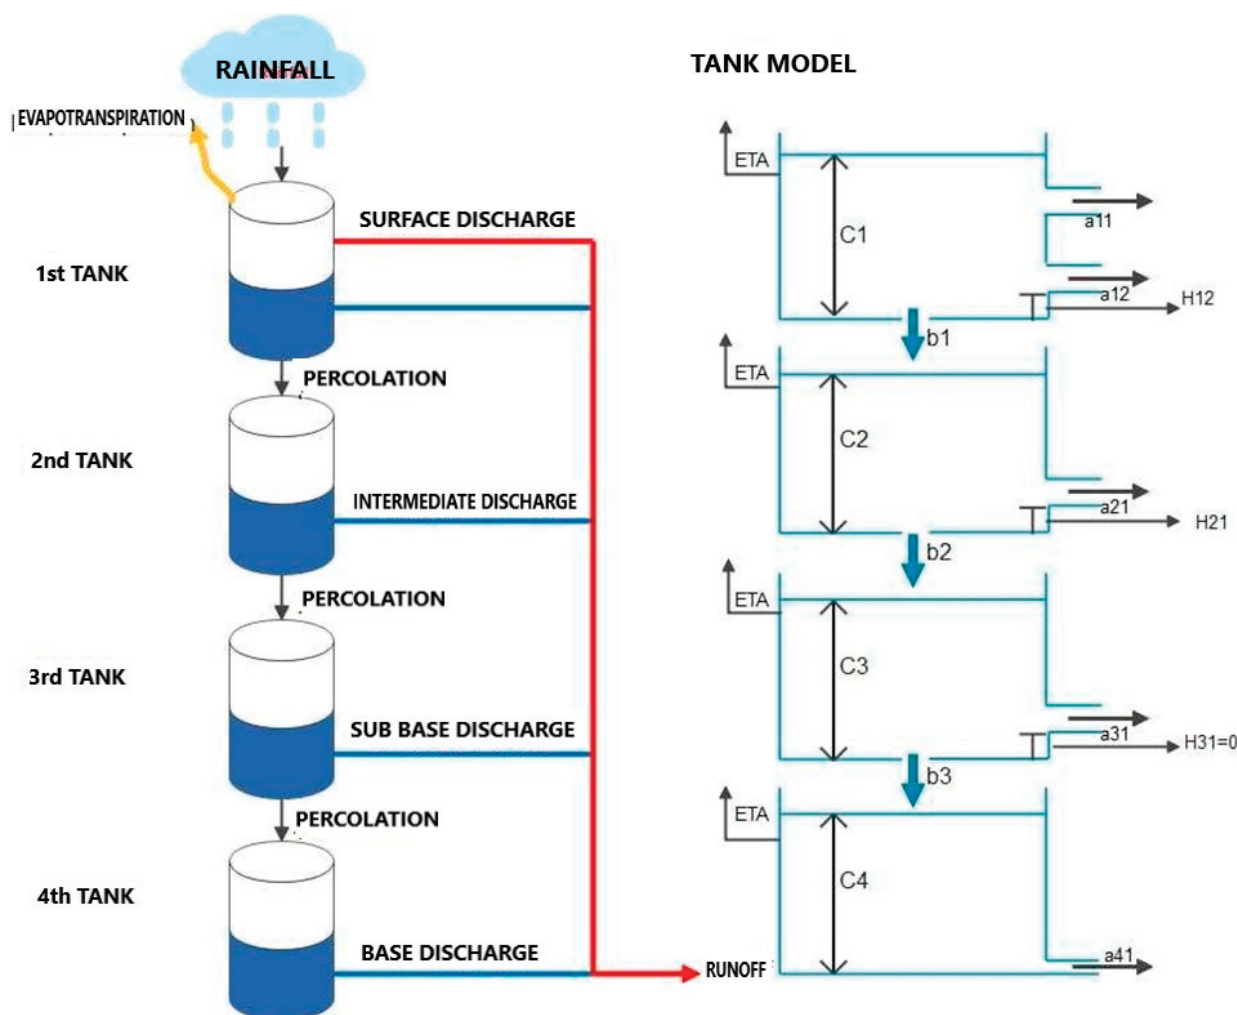 RAINFALL
EVAPOTRANSPIRATION
SURFACE DISCHARGE
1st TANK
PERCOLATION
2nd TANK
INTERMEDIATE DISCHARGE
PERCOLATION
3rd TANK
SUB BASE DISCHARGE
PERCOLATION
4th TANK
BASE DISCHARGE
RUNOFF
TANK MODEL
ETA
C1
a11
a12
H12
b1
ETA
C2
a21
H21
b2
ETA
C3
a31
H31=0
b3
ETA
C4
a41